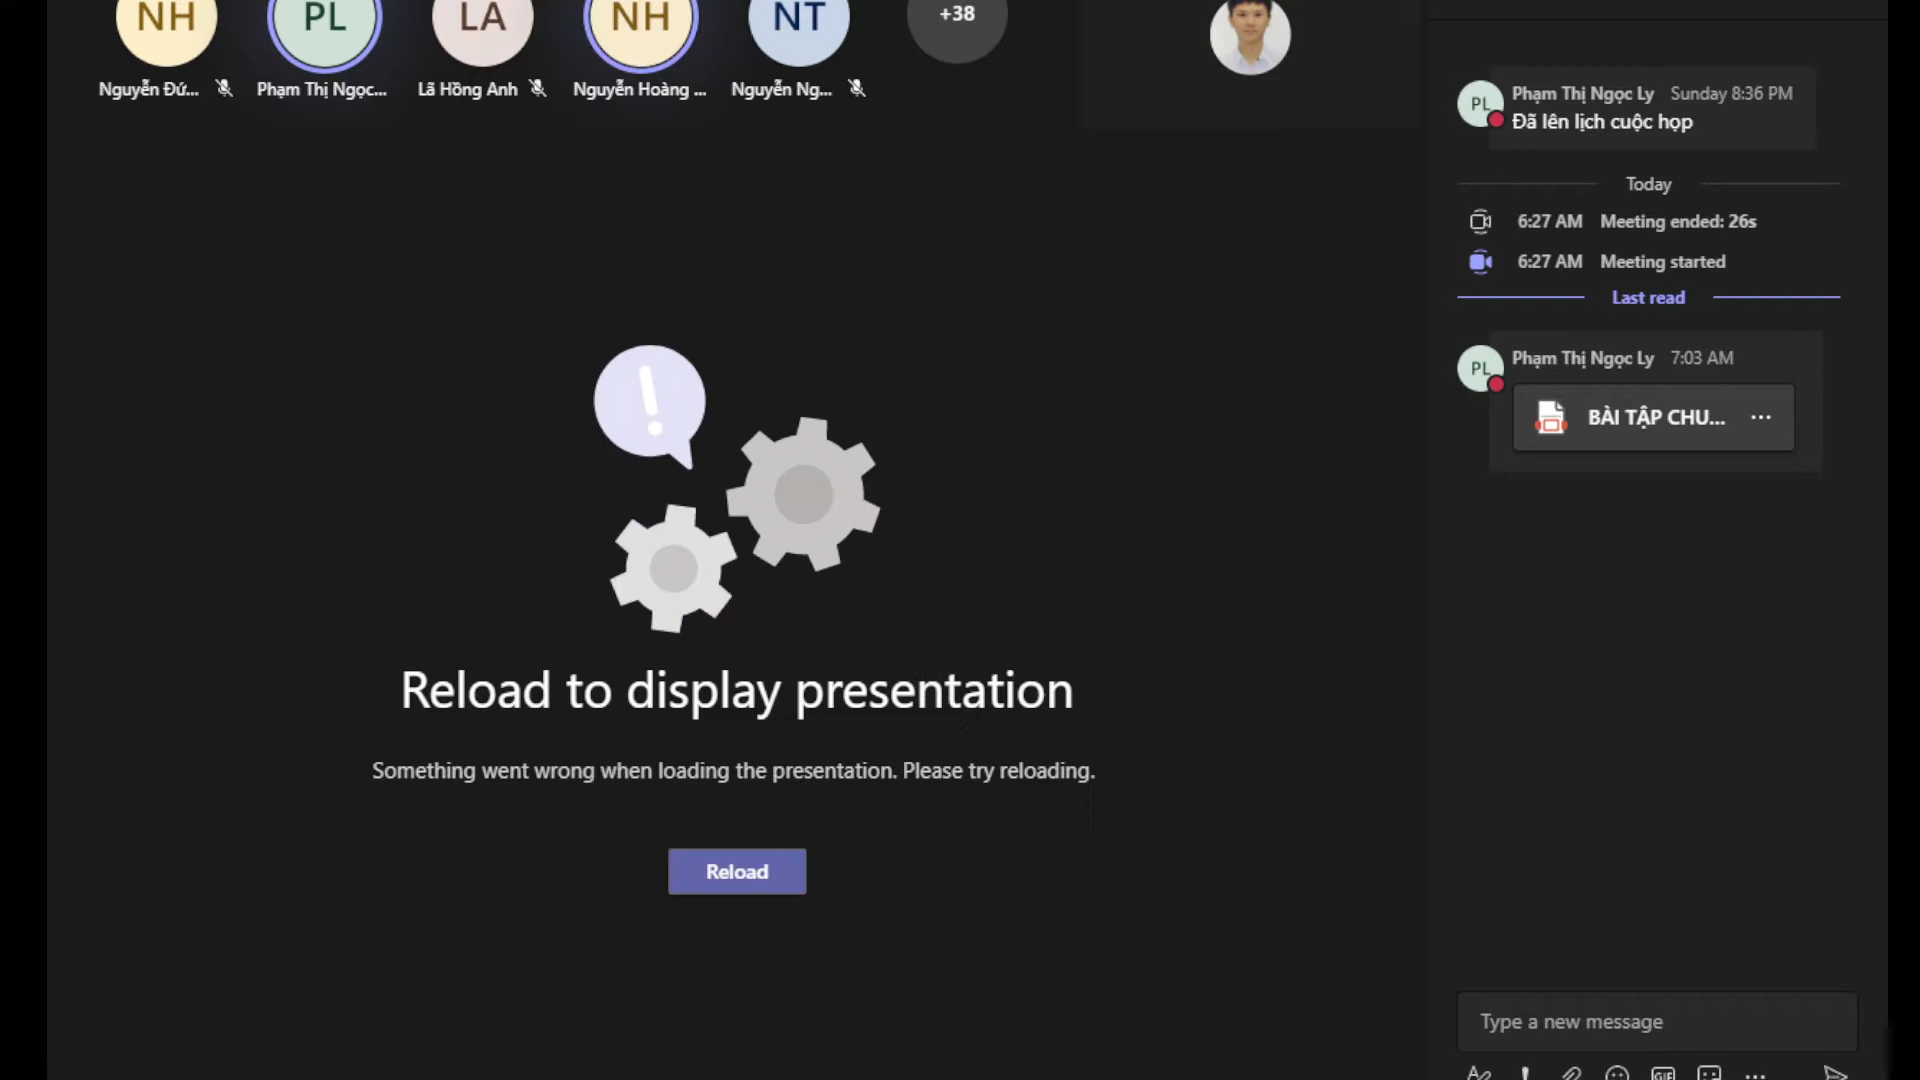 NH
PL
LA
NH
NT
+38
Nguyễn Đứ...
Phạm Thị Ngọc...
Lã Hồng Anh
Nguyễn Hoàng ...
Nguyễn Ng...
Reload to display presentation
Something went wrong when loading the presentation. Please try reloading.
Reload
PL
Phạm Thị Ngọc Ly Sunday 8:36 PM
Đã lên lịch cuộc họp
Today
6:27 AM Meeting ended: 26s
6:27 AM Meeting started
Last read
PL
Phạm Thị Ngọc Ly 7:03 AM
BÀI TẬP CHU...
Type a new message
GIF